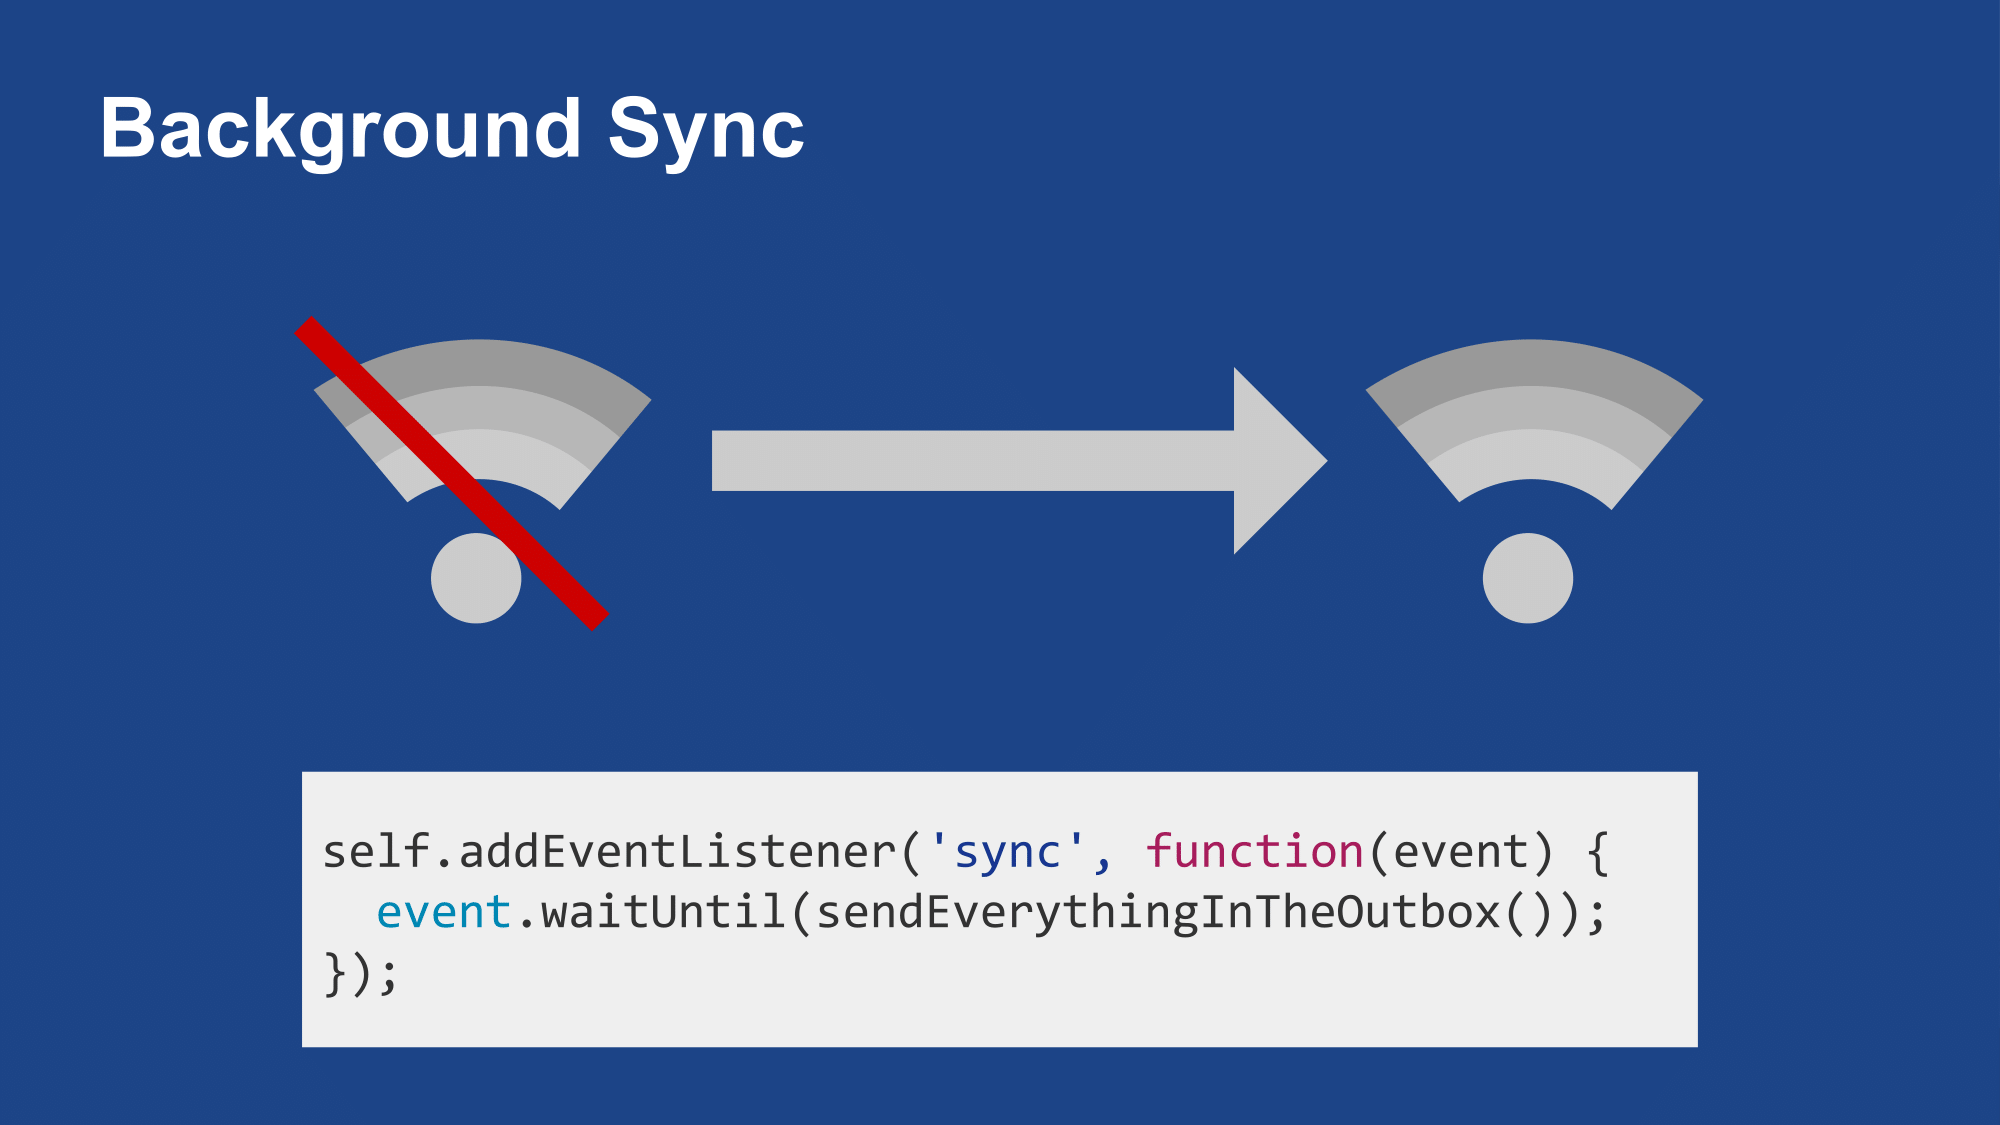 Background Sync
self.addEventListener('sync', function(event) {
  event.waitUntil(sendEverythingInTheOutbox());
});